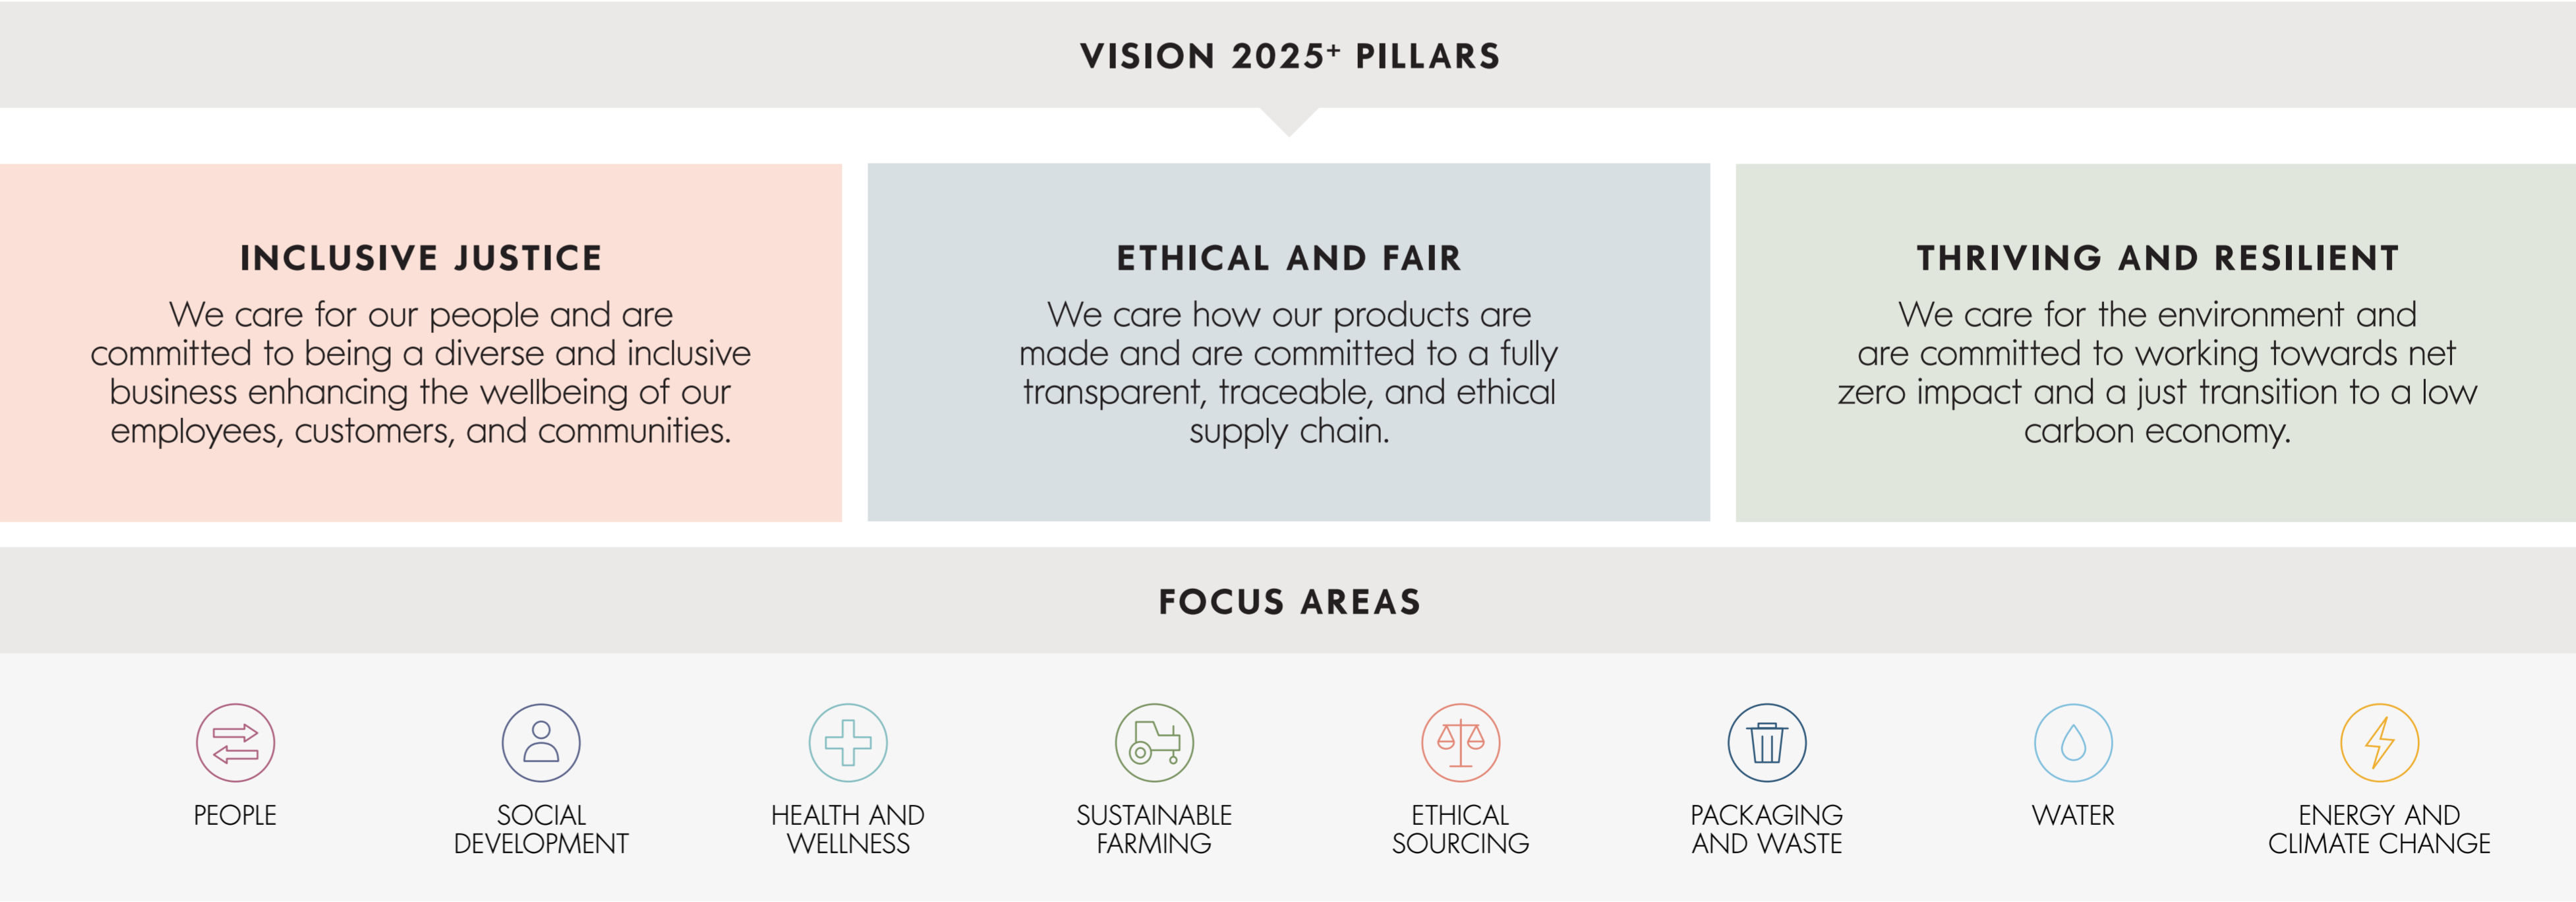 VISION 2025+ PILLARS
INCLUSIVE JUSTICE
We care for our people and are
committed to being a diverse and inclusive
business enhancing the wellbeing of our
employees, customers, and communities.
ETHICAL AND FAIR
We care how our products are
made and are committed to a fully
transparent, traceable, and ethical
supply chain.
THRIVING AND RESILIENT
We care for the environment and
are committed to working towards net
zero impact and a just transition to a low
carbon economy.
FOCUS AREAS
PEOPLE
SOCIAL
DEVELOPMENT
HEALTH AND
WELLNESS
SUSTAINABLE
FARMING
ETHICAL
SOURCING
PACKAGING
AND WASTE
WATER
ENERGY AND
CLIMATE CHANGE